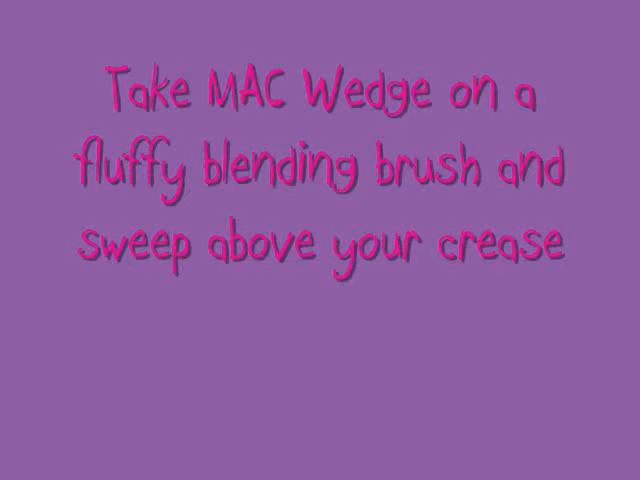 Take MAC Wedge on a
fluffy blending brush and
sweep above your crease